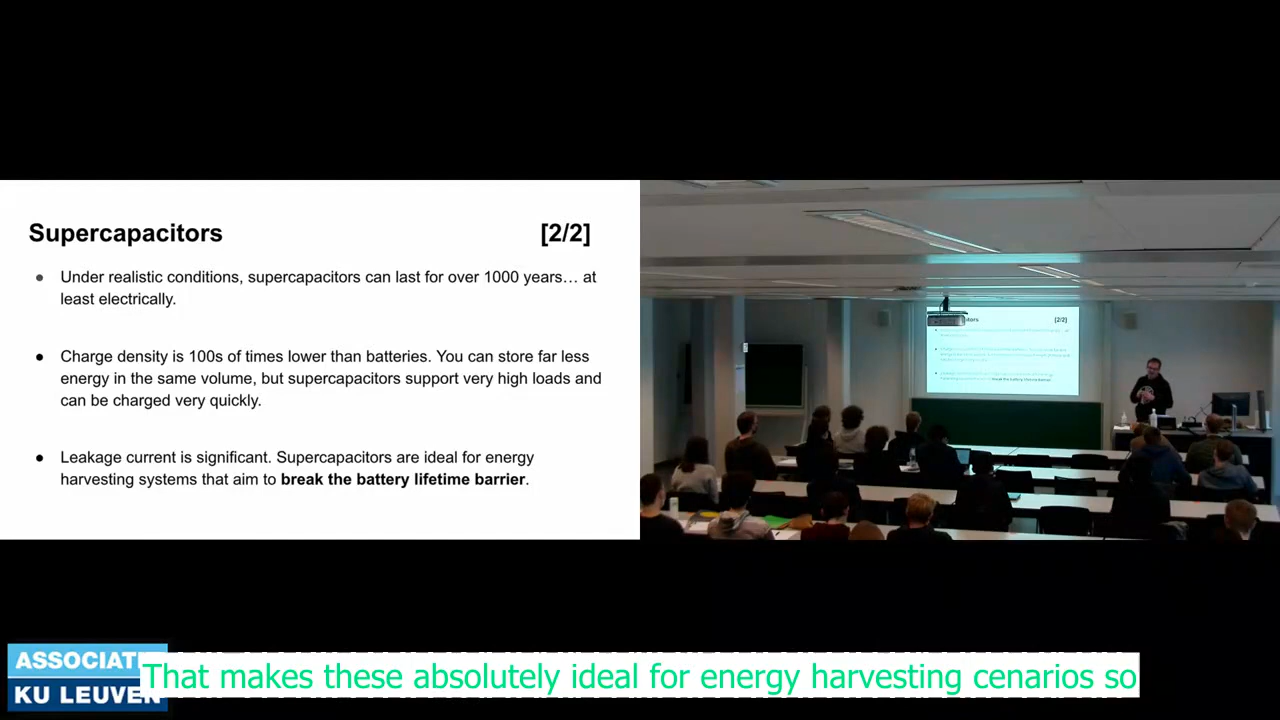 Supercapacitors [2/2]
● Under realistic conditions, supercapacitors can last for over 1000 years… at
least electrically.
● Charge density is 100s of times lower than batteries. You can store far less
energy in the same volume, but supercapacitors support very high loads and
can be charged very quickly.
● Leakage current is significant. Supercapacitors are ideal for energy
harvesting systems that aim to break the battery lifetime barrier.
[2/2]
ASSOCIAT
KU LEUVEN
That makes these absolutely ideal for energy harvesting cenarios so